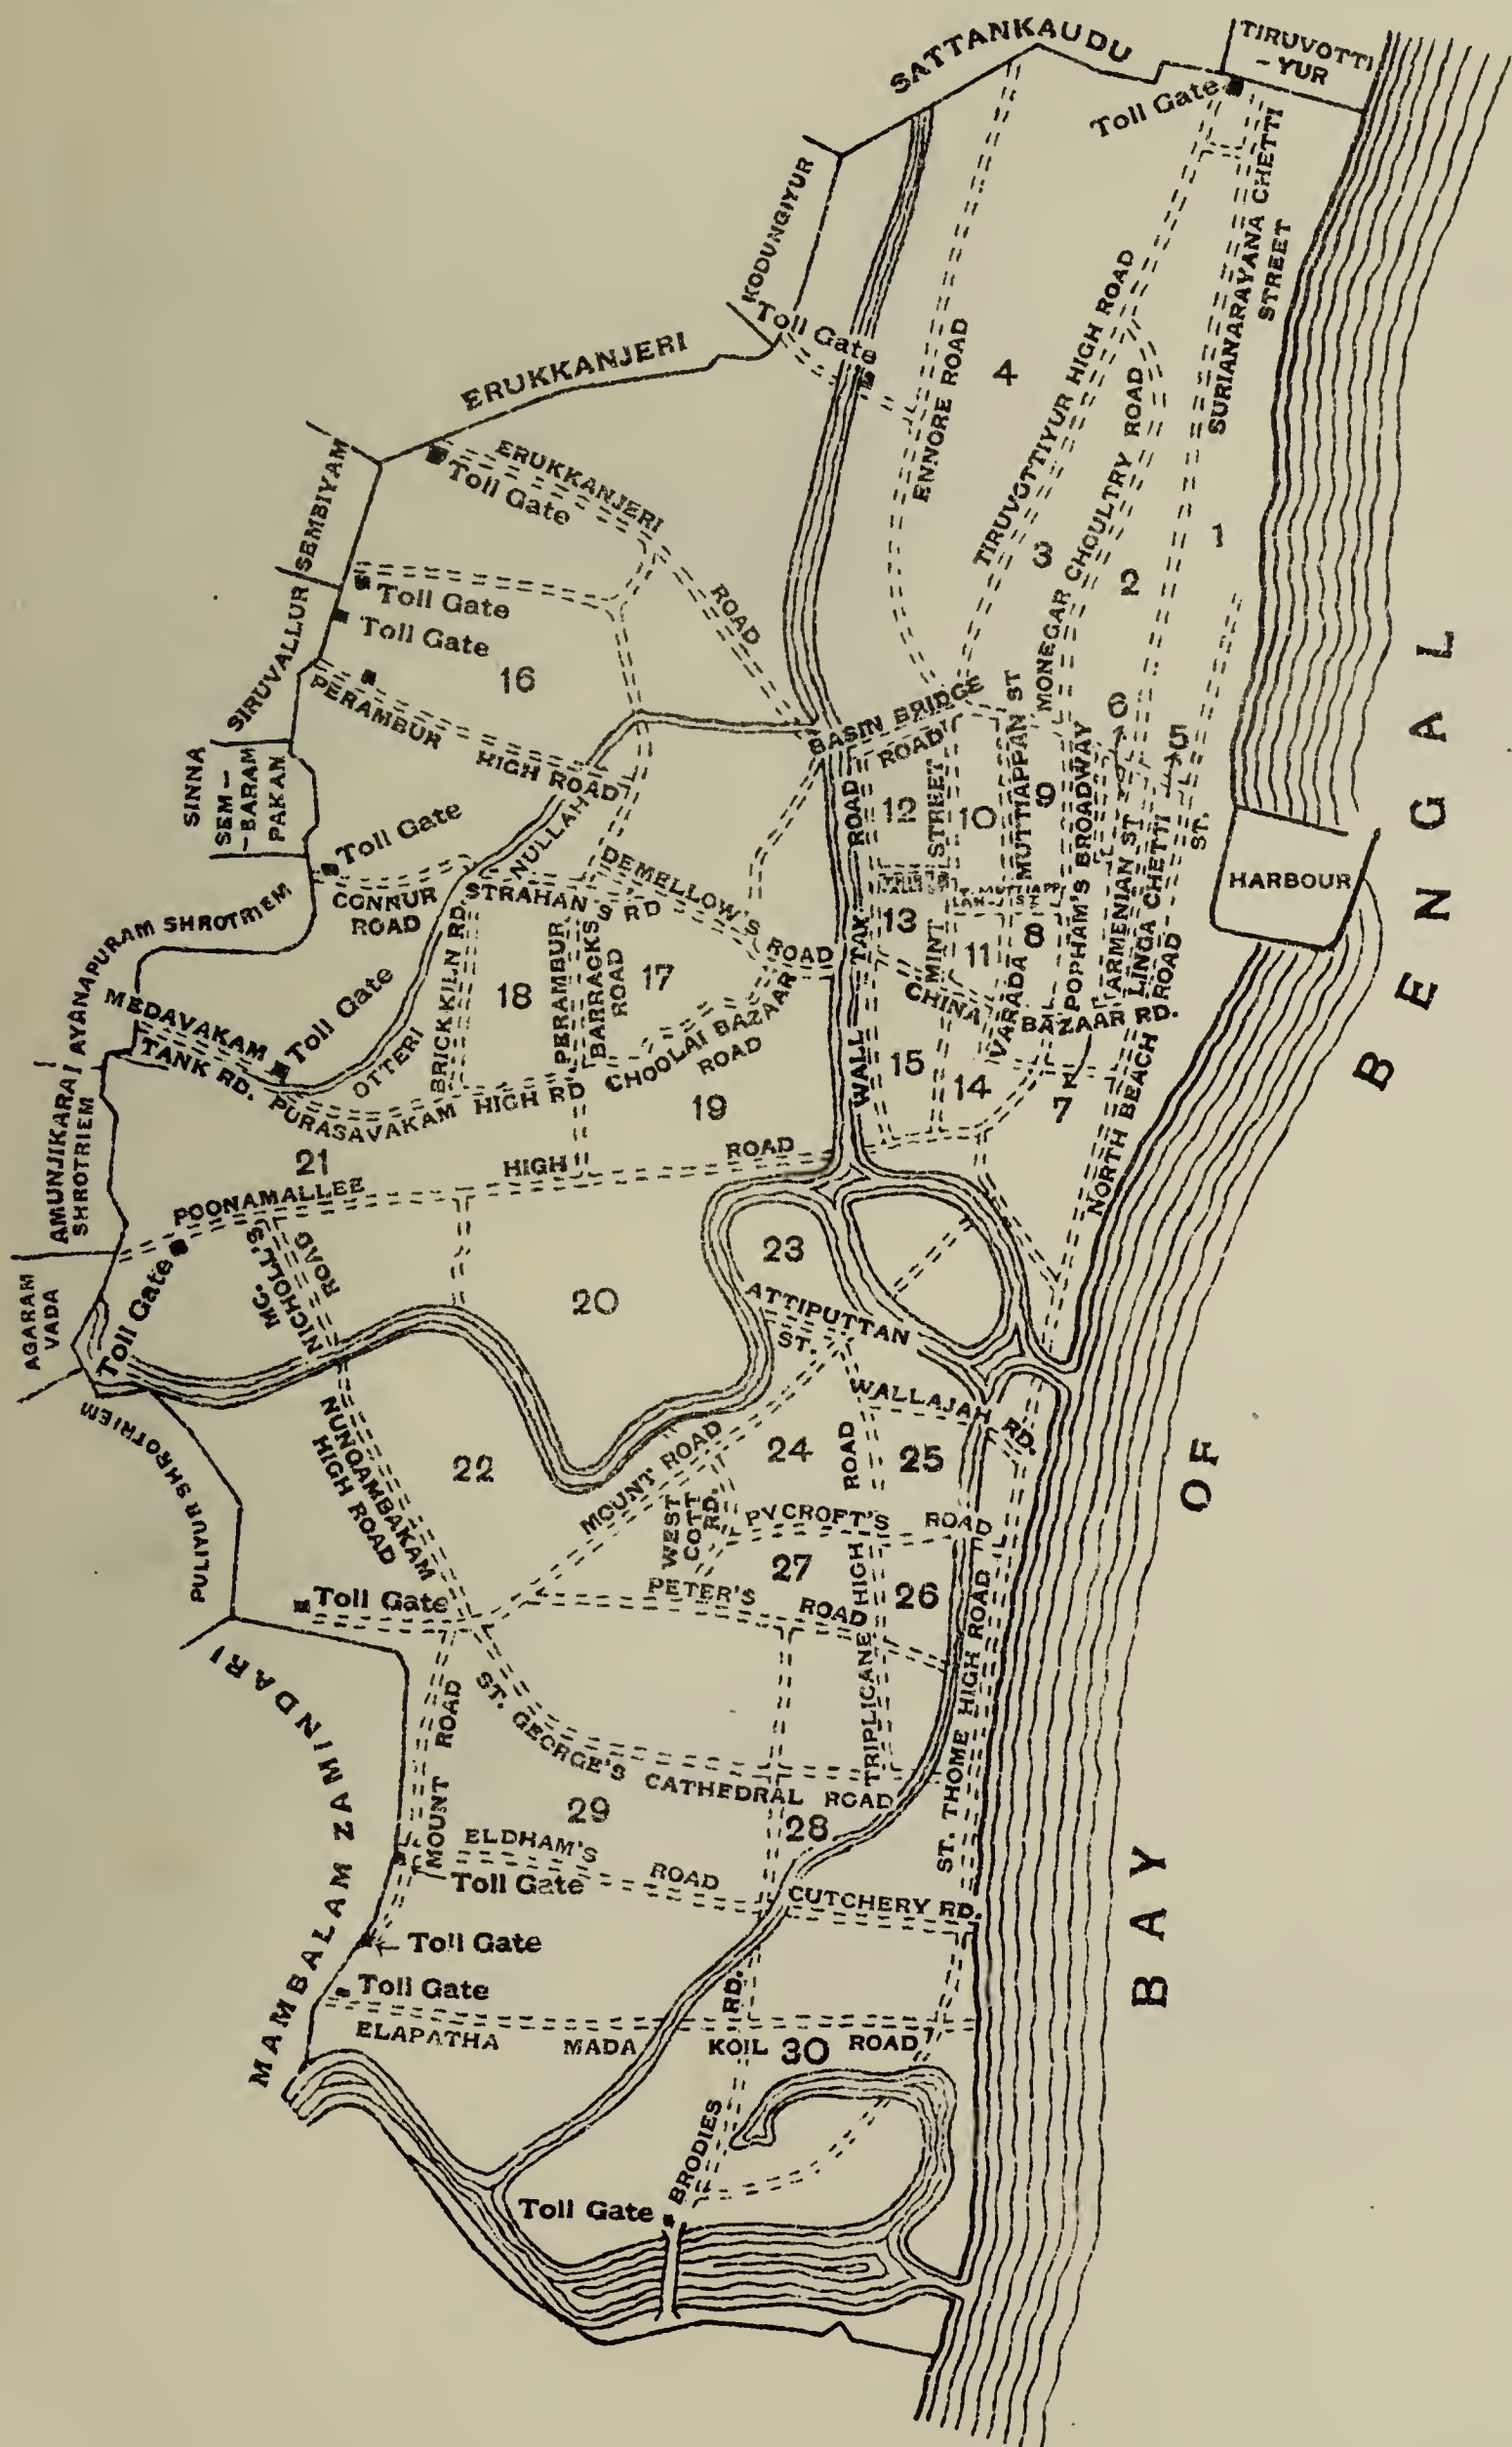 SATTANKAUDU
TIRUVOTTI
-YUR
Toll Gate
KODUNGIYUR
Toll Gate
ENNORE ROAD
4
TIRUVOTTIYUR HIGH ROAD
SURIANARAYANA CHETTI
STREET
ERUKKANJERI
ERUKKANJERI
ROAD
Toll Gate
SEMBIYAM
Toll Gate
Toll Gate
SIRUVALLUR
16
PERAMBUR
HIGH ROAD
3
MONEGAR CHOULTRY ROAD
2
1
SINNA
SEM-
-BARAM
PAKAN
Toll Gate
CONNUR
ROAD
OTTERI
NULLAH
STRAHAN'S RD
DEMELLOW'S
ROAD
BASIN BRIDGE
ROAD
6
5
12
STREET
10
MUTTIAPPAN ST
9
POPHAM'S BROADWAY
ARMENIAN ST
LINGA CHETTI
ST.
HARBOUR
13
MINT
11
8
VARADA
CHINA
BAZAAR RD.
WALL TAX ROAD
15
14
7
NORTH BEACH ROAD
AYANAPURAM SHROTRIEM
MEDAVAKAM
TANK RD.
Toll Gate
BRICKKILN RD.
18
PERAMBUR
BARRACKS
ROAD
17
CHOOLAI BAZAAR
ROAD
PURASAVAKAM HIGH RD
19
AMUNJIKARAI
SHROTRIEM
21
POONAMALLEE
HIGH
ROAD
AGARAM
VADA
Toll Gate
MC.
NICHOLL'S
ROAD
20
23
ATTIPUTTAN
ST.
WALLAJAH RD.
PULIYUR SHROTRIEM
NUNGAMBAKAM
HIGH ROAD
22
MOUNT ROAD
24
25
WEST
COTT
RD.
PYCROFT'S ROAD
27
26
PETER'S ROAD
TRIPLICANE HIGH ROAD
ST. THOME HIGH ROAD
Toll Gate
MAMBALAM ZAMINDARI
MOUNT ROAD
ST. GEORGE'S CATHEDRAL ROAD
29
28
ELDHAM'S
ROAD
Toll Gate
CUTCHERY RD.
Toll Gate
Toll Gate
ELAPATHA MADA KOIL ROAD
30
BRODIES
RD.
Toll Gate
BAY OF BENGAL